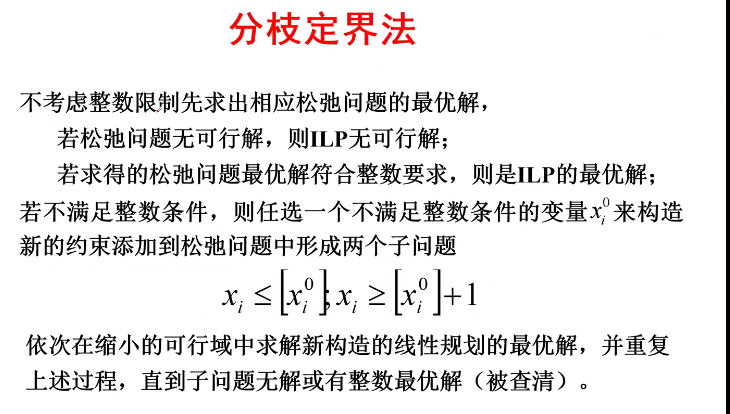 分枝定界法
不考虑整数限制先求出相应松弛问题的最优解，
若松弛问题无可行解，则ILP无可行解；
若求得的松弛问题最优解符合整数要求，则是ILP的最优解；
若不满足整数条件，则任选一个不满足整数条件的变量 $x_i^0$ 来构造
新的约束添加到松弛问题中形成两个子问题
$x_i \leq [x_i^0]; x_i \geq [x_i^0]+1$
依次在缩小的可行域中求解新构造的线性规划的最优解，并重复
上述过程，直到子问题无解或有整数最优解（被查清）。